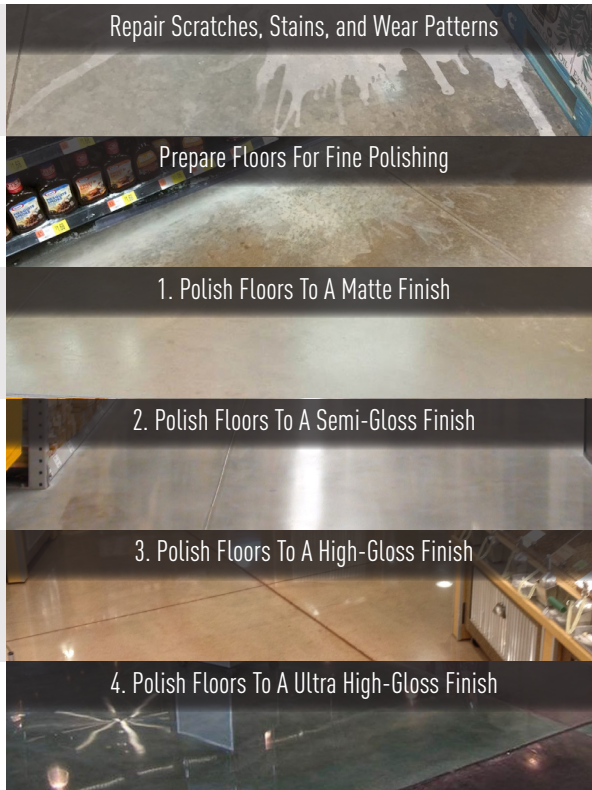 Repair Scratches, Stains, and Wear Patterns
Prepare Floors For Fine Polishing
1. Polish Floors To A Matte Finish
2. Polish Floors To A Semi-Gloss Finish
3. Polish Floors To A High-Gloss Finish
4. Polish Floors To A Ultra High-Gloss Finish